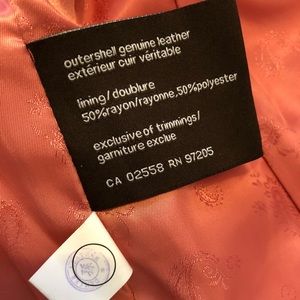 outershell genuine leather
extérieur cuir véritable
lining/doublure
50%rayon/rayonne,50%polyester
exclusive of trimmings/
garniture exclue
CA 02558 RN 97205